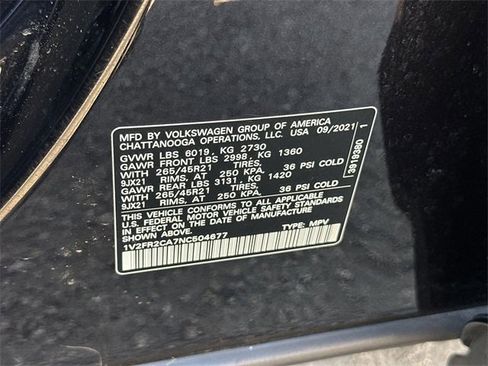 MFD BY VOLKSWAGEN GROUP OF AMERICA
CHATTANOOGA OPERATIONS, LLC. USA 09/2021
GVWR LBS 6019, KG 2730
GAWR FRONT LBS 2998, KG 1360
WITH 265/45R21 TIRES,
9JX21 RIMS, AT 250 KPA, 36 PSI COLD
GAWR REAR LBS 3131, KG 1420
WITH 265/45R21 TIRES,
9JX21 RIMS, AT 250 KPA, 36 PSI COLD
THIS VEHICLE CONFORMS TO ALL APPLICABLE
U.S. FEDERAL MOTOR VEHICLE SAFETY STANDARDS IN EFFECT
ON THE DATE OF MANUFACTURE
SHOWN ABOVE.
1V2FR2CA7NC504677 TYPE: MPV
3919380 1